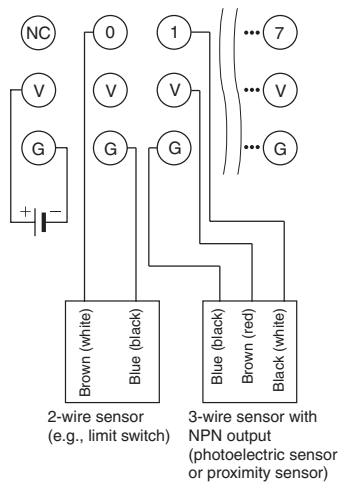 NC 0 1 ••• 7
V V V ••• V
G G G ••• G
+ −
Brown (white)
Blue (black)
Blue (black)
Brown (red)
Black (white)
2-wire sensor
(e.g., limit switch)
3-wire sensor with
NPN output
(photoelectric sensor
or proximity sensor)